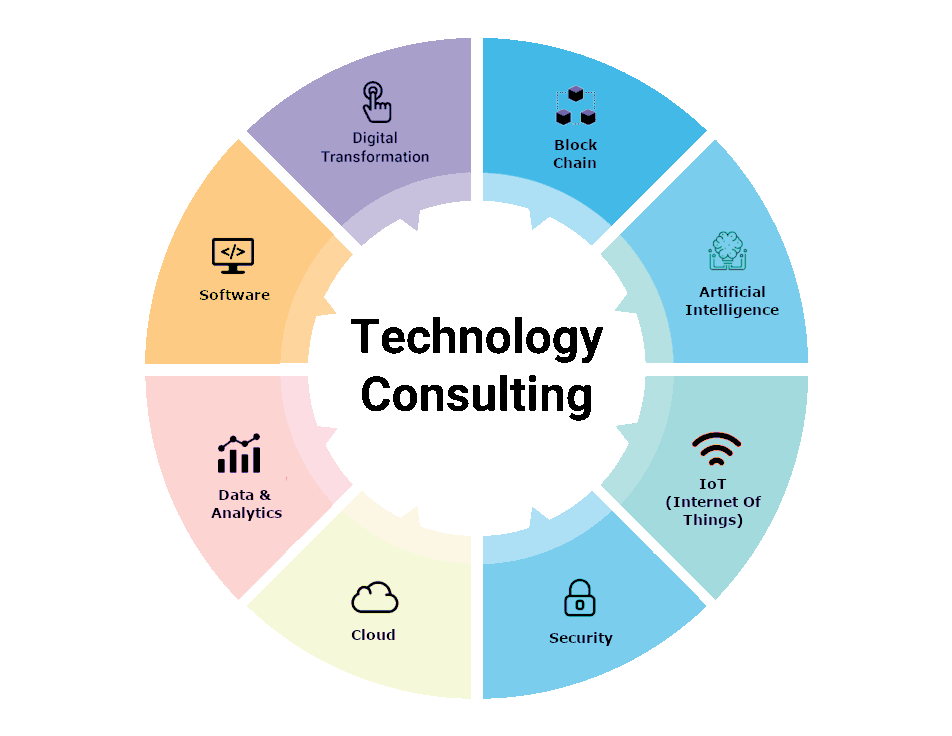 Digital
Transformation
Block
Chain
</>
Software
Artificial
Intelligence
Technology
Consulting
Data &
Analytics
IoT
(Internet Of
Things)
Cloud
Security